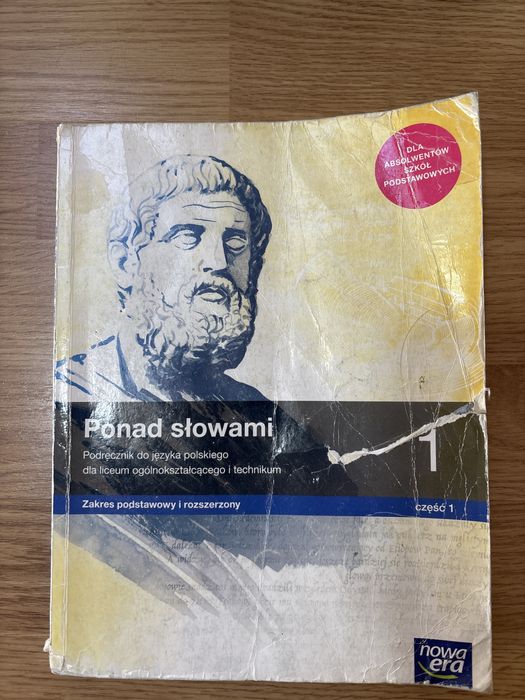 DLA
ABSOLWENTÓW
SZKÓŁ
PODSTAWOWYCH
Ponad słowami
1
Podręcznik do języka polskiego
dla liceum ogólnokształcącego i technikum
Zakres podstawowy i rozszerzony
część 1
nowa
era